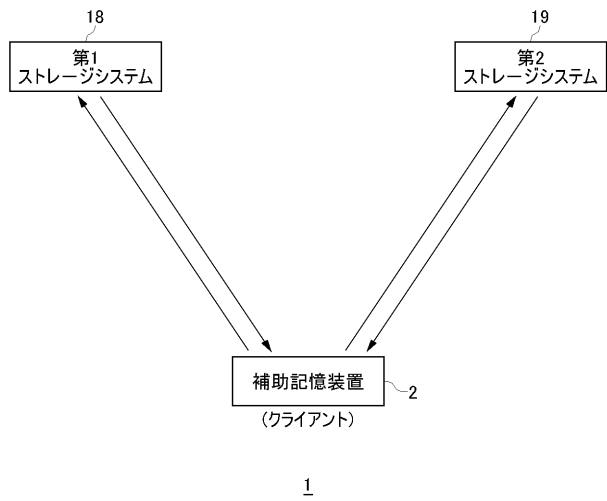 18
第1
ストレージシステム
19
第2
ストレージシステム
補助記憶装置
2
(クライアント)
1